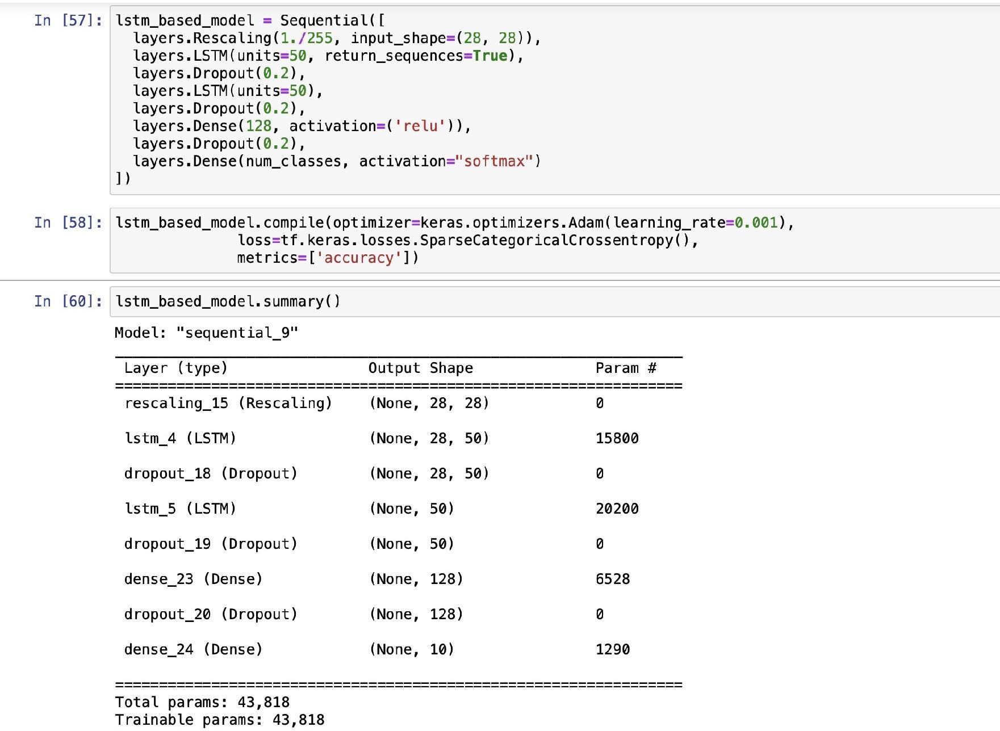 In [57]: lstm_based_model = Sequential([
layers.Rescaling(1./255, input_shape=(28, 28)),
layers.LSTM(units=50, return_sequences=True),
layers.Dropout(0.2),
layers.LSTM(units=50),
layers.Dropout(0.2),
layers.Dense(128, activation=('relu')),
layers.Dropout(0.2),
layers.Dense(num_classes, activation="softmax")
])
In [58]: lstm_based_model.compile(optimizer=keras.optimizers.Adam(learning_rate=0.001),
loss=tf.keras.losses.SparseCategoricalCrossentropy(),
metrics=['accuracy'])
In [60]: lstm_based_model.summary()
Model: "sequential_9"
Layer (type) Output Shape Param #
rescaling_15 (Rescaling) (None, 28, 28) 0
lstm_4 (LSTM) (None, 28, 50) 15800
dropout_18 (Dropout) (None, 28, 50) 0
lstm_5 (LSTM) (None, 50) 20200
dropout_19 (Dropout) (None, 50) 0
dense_23 (Dense) (None, 128) 6528
dropout_20 (Dropout) (None, 128) 0
dense_24 (Dense) (None, 10) 1290
Total params: 43,818
Trainable params: 43,818